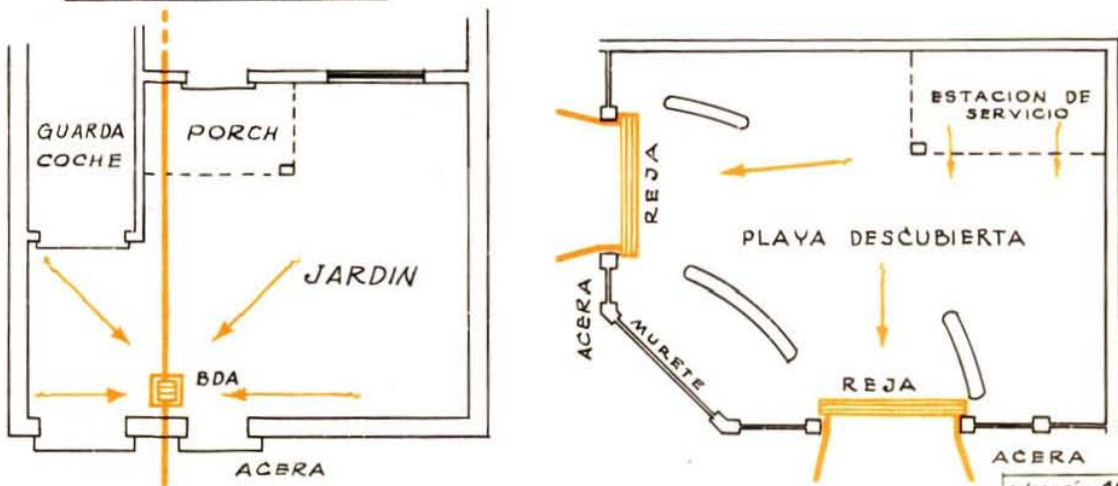 GUARDA
COCHE
PORCH
JARDIN
BDA
ACERA
ESTACION DE
SERVICIO
REJA
PLAYA DESCUBIERTA
ACERA
MURETE
REJA
ACERA